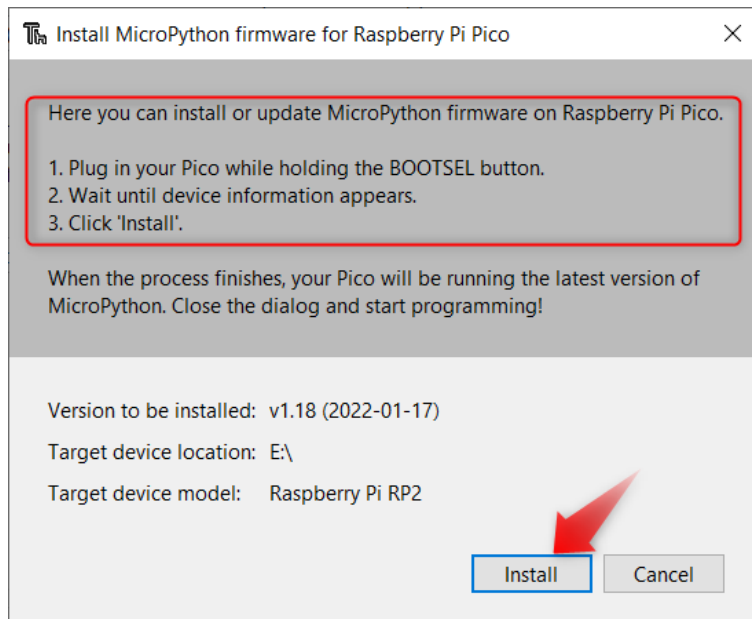 Th Install MicroPython firmware for Raspberry Pi Pico
Here you can install or update MicroPython firmware on Raspberry Pi Pico.
1. Plug in your Pico while holding the BOOTSEL button.
2. Wait until device information appears.
3. Click 'Install'.
When the process finishes, your Pico will be running the latest version of
MicroPython. Close the dialog and start programming!
Version to be installed: v1.18 (2022-01-17)
Target device location: E:\
Target device model: Raspberry Pi RP2
Install Cancel